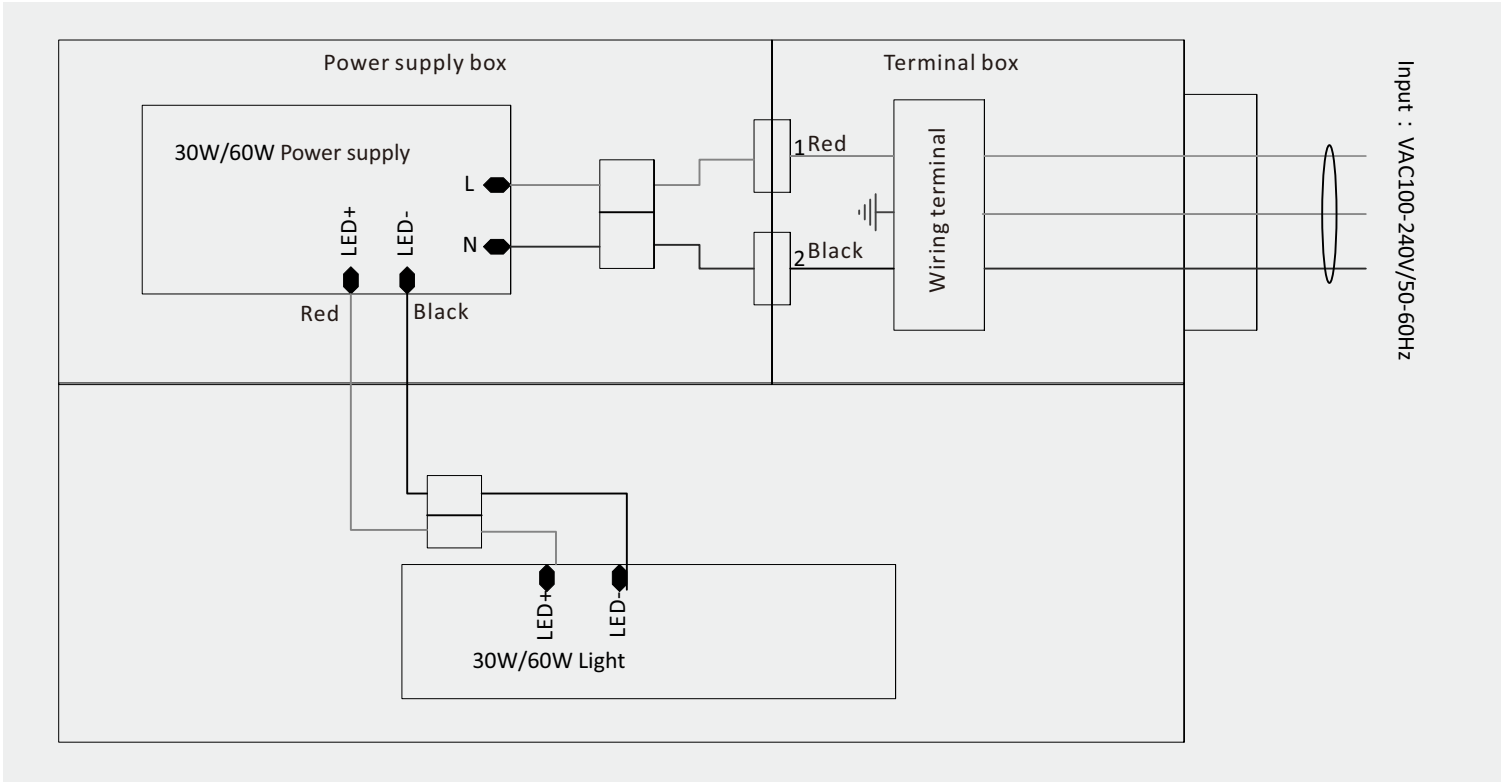 Power supply box
Terminal box
30W/60W Power supply
L
N
LED+
LED-
Red
Black
1 Red
2 Black
Wiring terminal
Input : VAC100-240V/50-60Hz
LED+
LED-
30W/60W Light